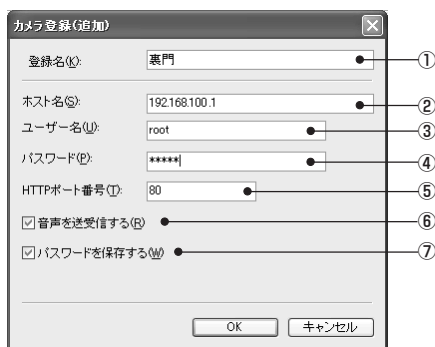 カメラ登録(追加)
登録名(K): 裏門 ①
ホスト名(S): 192.168.100.1 ②
ユーザー名(U): root ③
パスワード(P): ***** ④
HTTPポート番号(T): 80 ⑤
音声を送受信する(R) ⑥
パスワードを保存する(W) ⑦
OK キャンセル